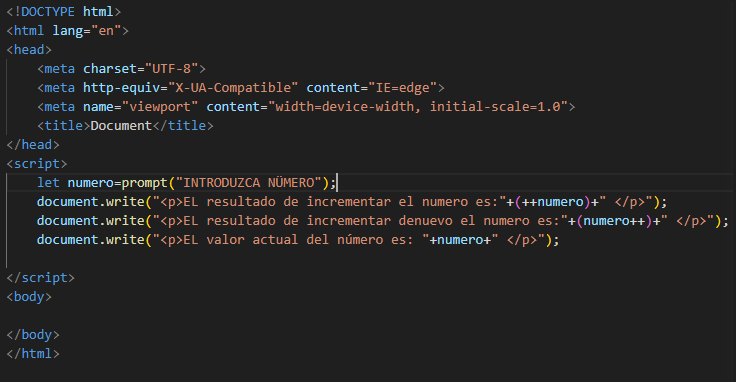 <!DOCTYPE html>
<html lang="en">
<head>
    <meta charset="UTF-8">
    <meta http-equiv="X-UA-Compatible" content="IE=edge">
    <meta name="viewport" content="width=device-width, initial-scale=1.0">
    <title>Document</title>
</head>
<script>
    let numero=prompt("INTRODUZCA NÜMERO");
    document.write("<p>EL resultado de incrementar el numero es:"+(++numero)+" </p>");
    document.write("<p>EL resultado de incrementar denuevo el numero es:"+(numero++)+" </p>");
    document.write("<p>EL valor actual del número es: "+numero+" </p>");
</script>
<body>
</body>
</html>